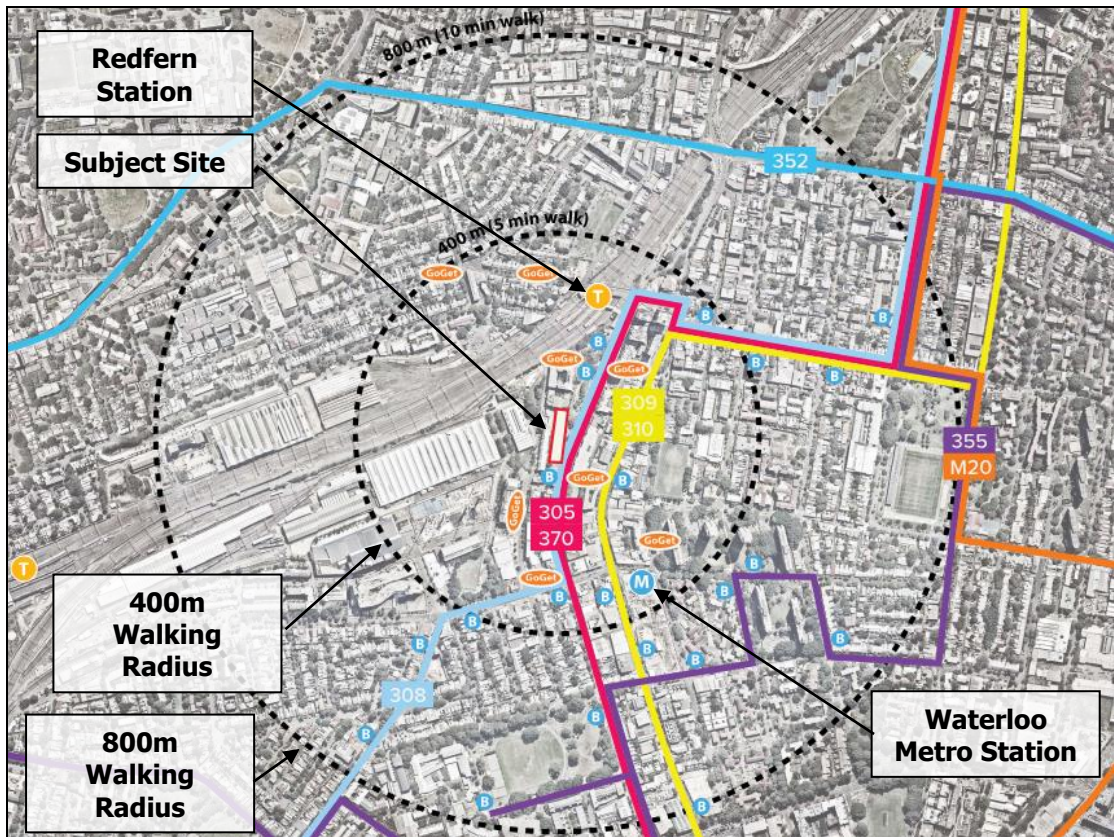 800 m (10 min walk)
Redfern
Station
Subject Site
352
400 m (5 min walk)
GoGet
GoGet
T
B
B
B
B
GoGet
GoGet
B
B
309
310
355
M20
B
GoGet
B
GoGet
305
370
GoGet
T
B
GoGet
M
B
B
B
400m
Walking
Radius
B
B
B
B
B
308
Waterloo
Metro Station
B
B
800m
Walking
Radius
B
B